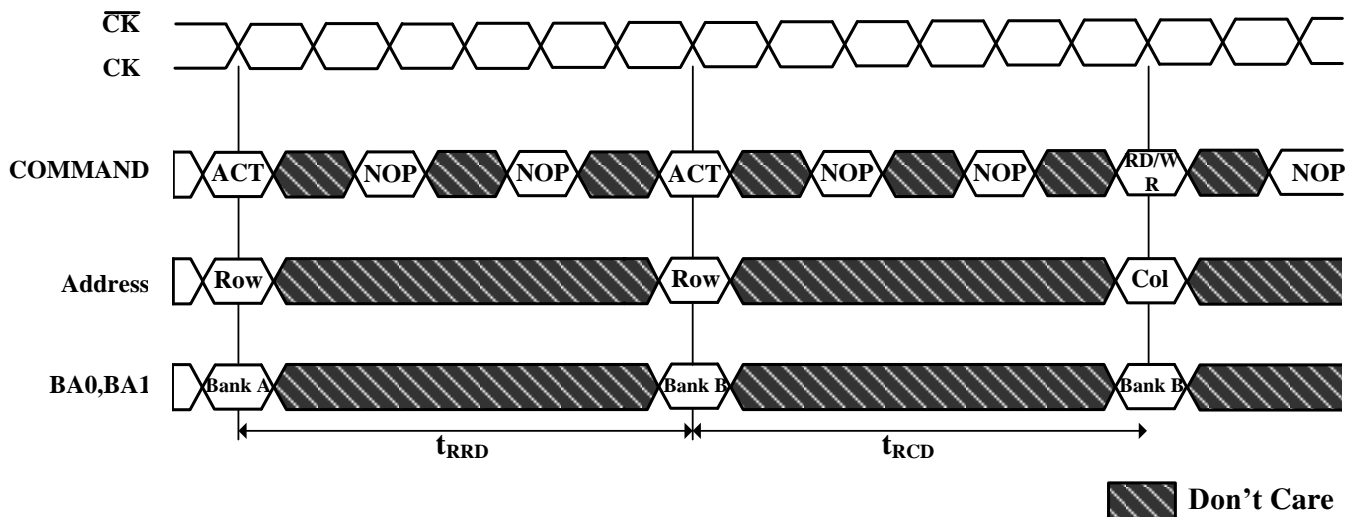 CK
CK
COMMAND ACT NOP NOP ACT NOP NOP RD/W NOP
R
Address Row Row Col
BA0,BA1 Bank A Bank B Bank B
tRRD tRCD
Don't Care